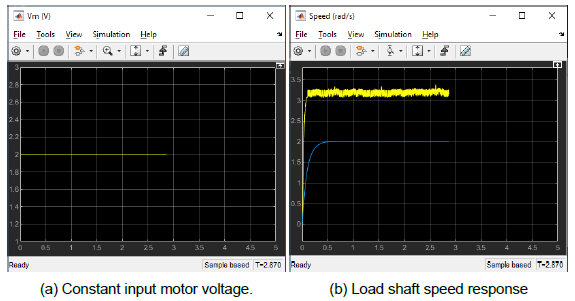 Vm (V)
File Tools View Simulation Help
3
2.8
2.6
2.4
2.2
2
1.8
1.6
1.4
1.2
1
0 0.5 1 1.5 2 2.5 3 3.5 4 4.5 5
Ready Sample based T=2.870
(a) Constant input motor voltage.
Speed (rad/s)
File Tools View Simulation Help
3.5
3
2.5
2
1.5
1
0.5
0
0 0.5 1 1.5 2 2.5 3 3.5 4 4.5 5
Ready Sample based T=2.870
(b) Load shaft speed response